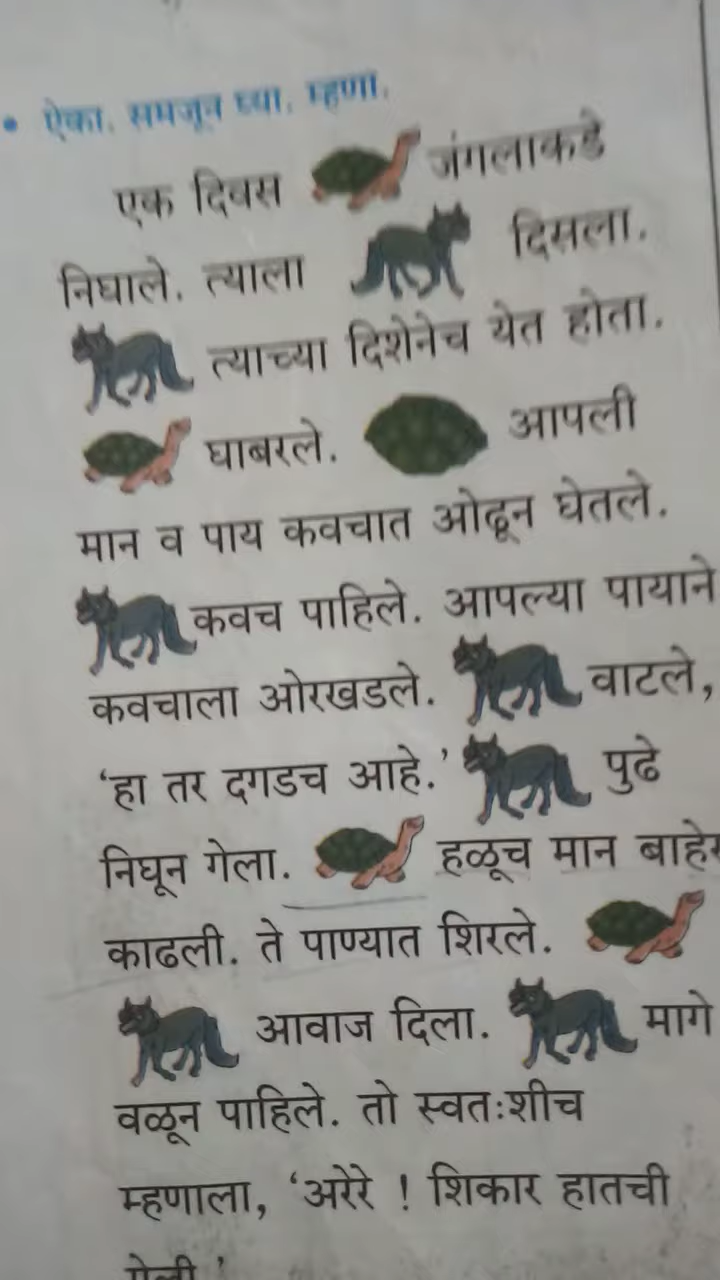 • ऐका. समजून घ्या. म्हणा.
एक दिवस जंगलाकडे
निघाले. त्याला दिसला.
त्याच्या दिशेनेच येत होता.
घाबरले. आपली
मान व पाय कवचात ओढून घेतले.
कवच पाहिले. आपल्या पायाने
कवचाला ओरखडले. वाटले,
‘हा तर दगडच आहे.’ पुढे
निघून गेला. हळूच मान बाहेर
काढली. ते पाण्यात शिरले.
आवाज दिला. मागे
वळून पाहिले. तो स्वतःशीच
म्हणाला, ‘अरेरे ! शिकार हातची
गेली.’